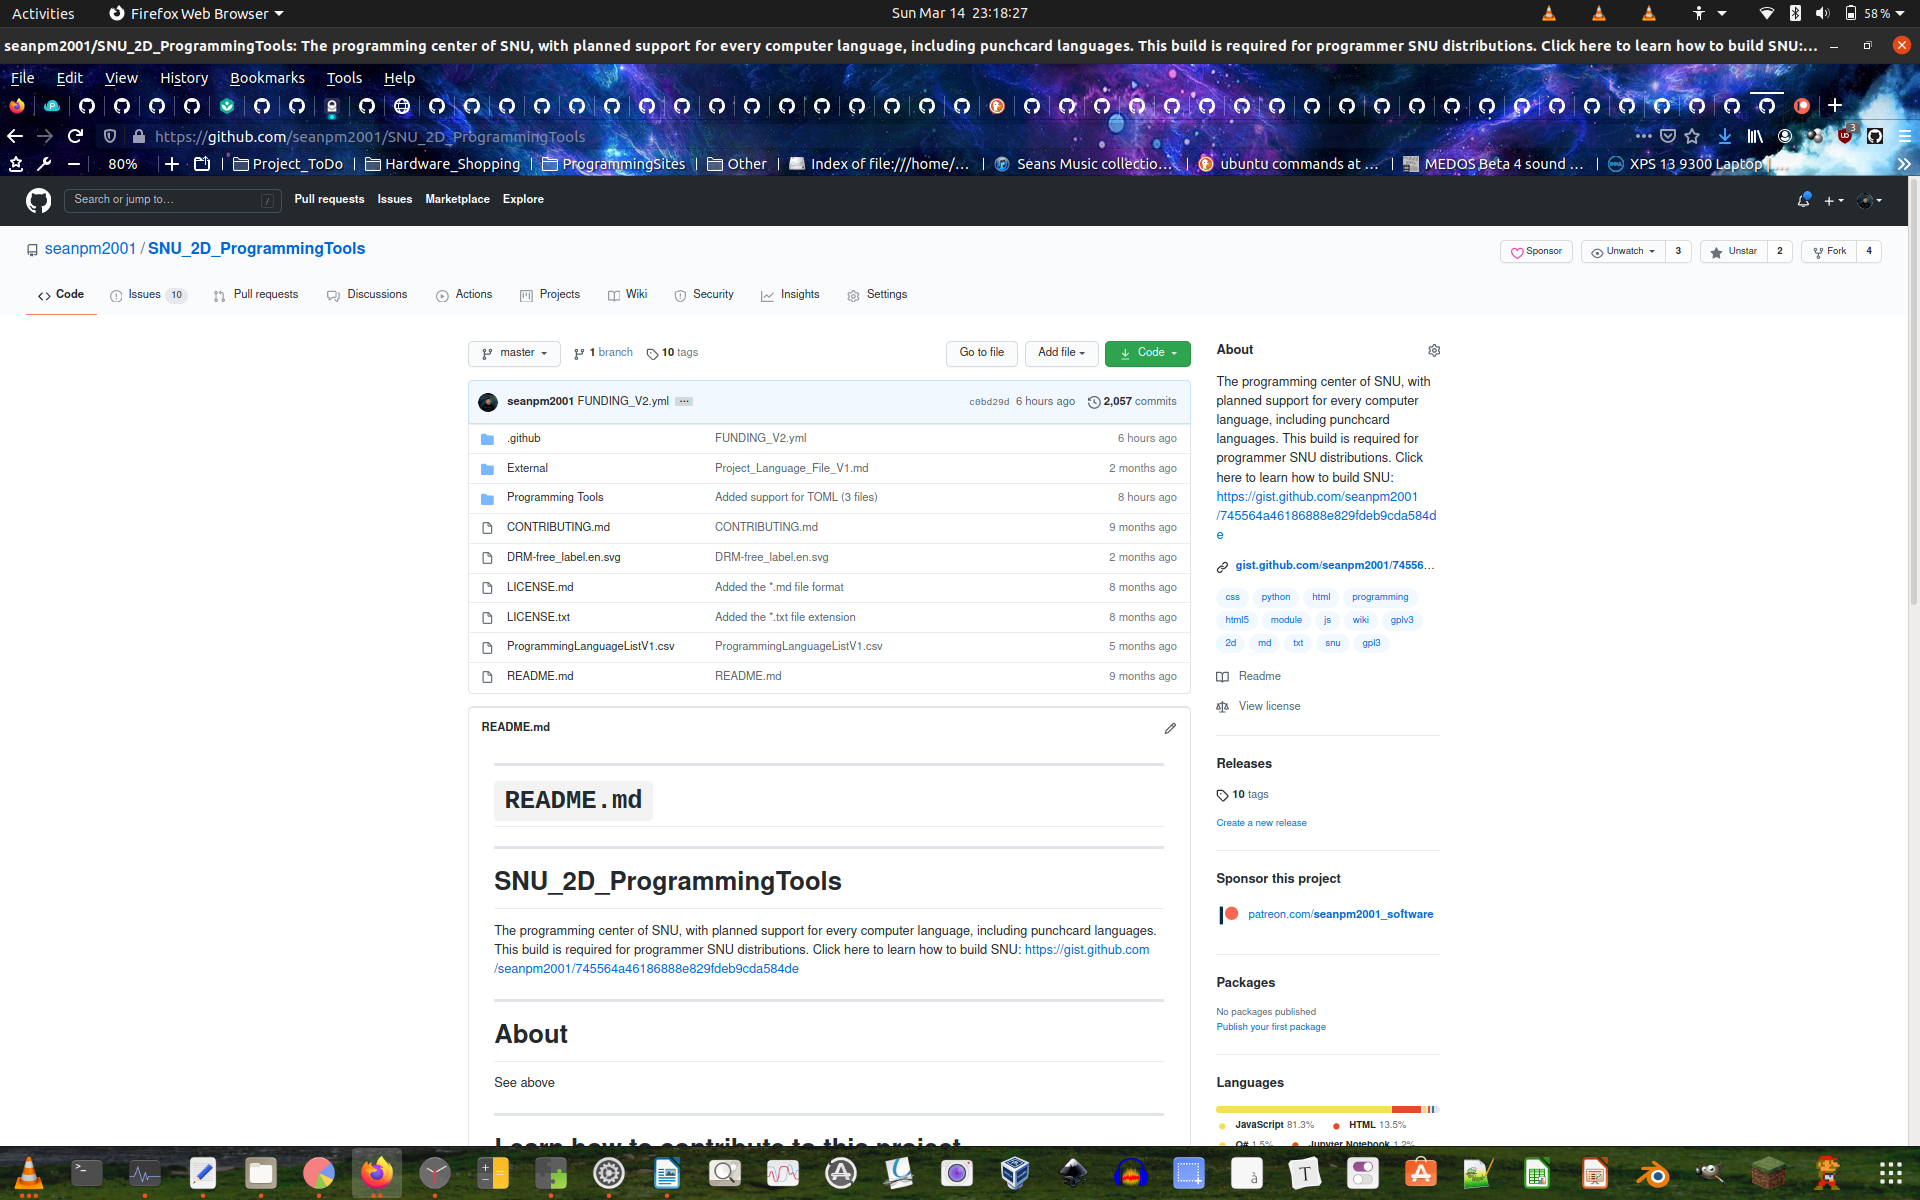 Activities Firefox Web Browser Sun Mar 14 23:18:27 58 %
seanpm2001/SNU_2D_ProgrammingTools: The programming center of SNU, with planned support for every computer language, including punchcard languages. This build is required for programmer SNU distributions. Click here to learn how to build SNU:...
File Edit View History Bookmarks Tools Help
https://github.com/seanpm2001/SNU_2D_ProgrammingTools 3
80% Project_ToDo Hardware_Shopping ProgrammingSites Other Index of file:///home/... Seans Music collectio... ubuntu commands at ... MEDOS Beta 4 sound ... XPS 13 9300 Laptop |...
Search or jump to... / Pull requests Issues Marketplace Explore
seanpm2001 / SNU_2D_ProgrammingTools Sponsor Unwatch 3 Unstar 2 Fork 4
Code Issues 10 Pull requests Discussions Actions Projects Wiki Security Insights Settings
master 1 branch 10 tags Go to file Add file Code
seanpm2001 FUNDING_V2.yml ... c0bd29d 6 hours ago 2,057 commits
.github FUNDING_V2.yml 6 hours ago
External Project_Language_File_V1.md 2 months ago
Programming Tools Added support for TOML (3 files) 8 hours ago
CONTRIBUTING.md CONTRIBUTING.md 9 months ago
DRM-free_label.en.svg DRM-free_label.en.svg 2 months ago
LICENSE.md Added the *.md file format 8 months ago
LICENSE.txt Added the *.txt file extension 8 months ago
ProgrammingLanguageListV1.csv ProgrammingLanguageListV1.csv 5 months ago
README.md README.md 9 months ago
README.md
README.md
SNU_2D_ProgrammingTools
The programming center of SNU, with planned support for every computer language, including punchcard languages.
This build is required for programmer SNU distributions. Click here to learn how to build SNU: https://gist.github.com
/seanpm2001/745564a46186888e829fdeb9cda584de
About
See above
Learn how to contribute to this project
About
The programming center of SNU, with
planned support for every computer
language, including punchcard
languages. This build is required for
programmer SNU distributions. Click
here to learn how to build SNU:
https://gist.github.com/seanpm2001
/745564a46186888e829fdeb9cda584d
e
gist.github.com/seanpm2001/74556...
css python html programming
html5 module js wiki gplv3
2d md txt snu gpl3
Readme
View license
Releases
10 tags
Create a new release
Sponsor this project
patreon.com/seanpm2001_software
Packages
No packages published
Publish your first package
Languages
JavaScript 81.3% HTML 13.5%
Q# 1.5% Jupyter Notebook 1.2%